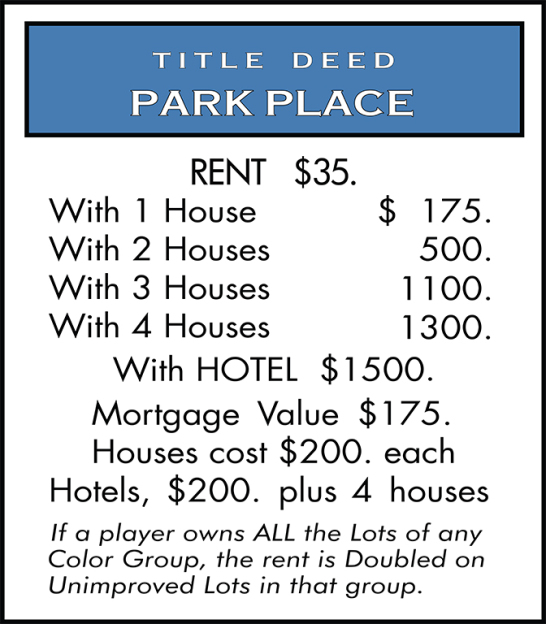 TITLE DEED
PARK PLACE
RENT $35.
With 1 House $ 175.
With 2 Houses 500.
With 3 Houses 1100.
With 4 Houses 1300.
With HOTEL $1500.
Mortgage Value $175.
Houses cost $200. each
Hotels, $200. plus 4 houses
If a player owns ALL the Lots of any
Color Group, the rent is Doubled on
Unimproved Lots in that group.